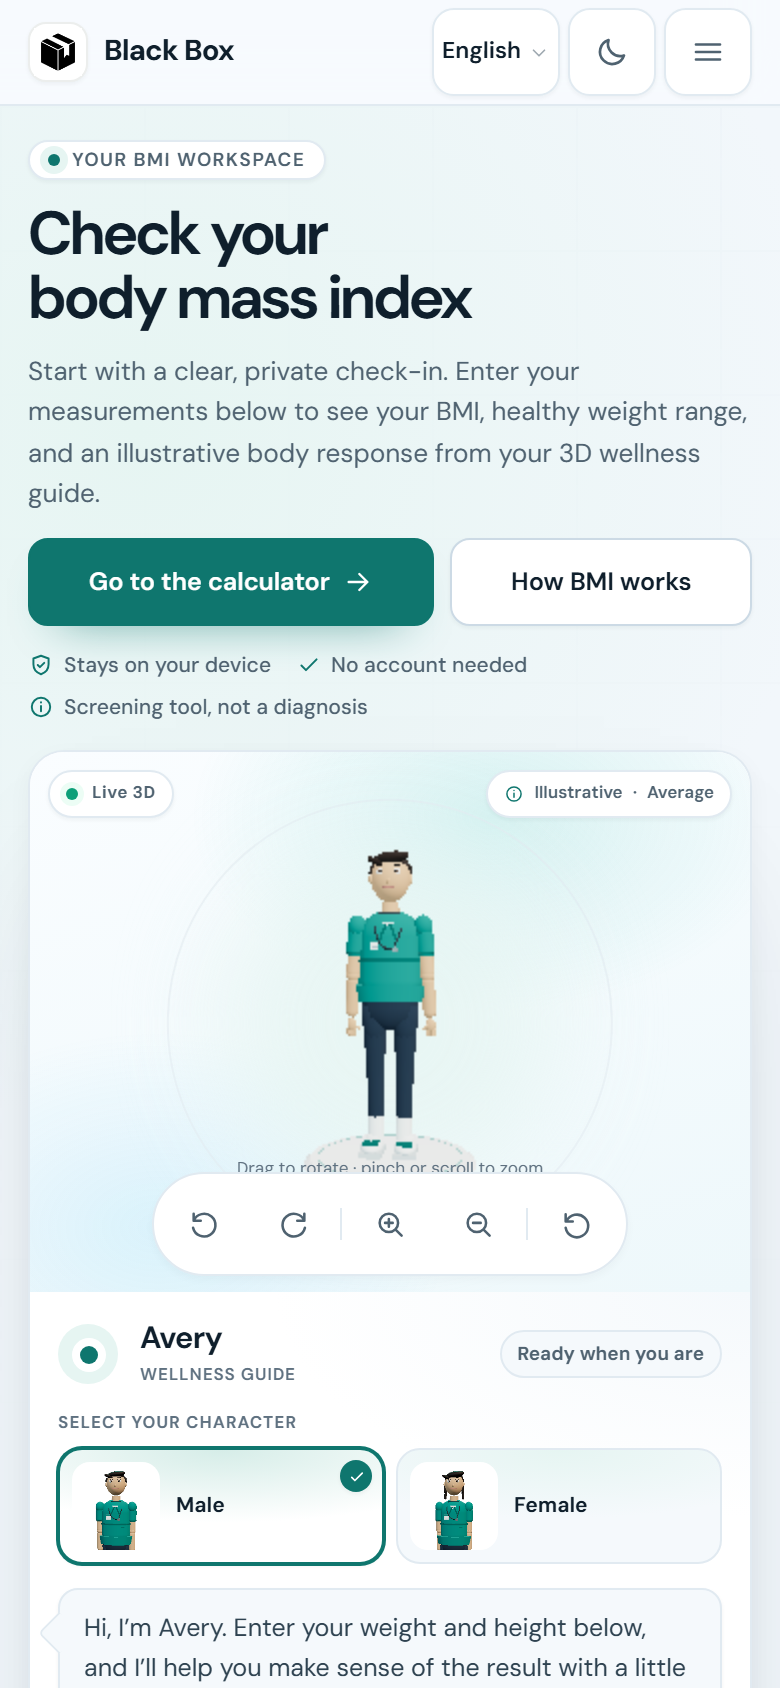 Black Box
English
YOUR BMI WORKSPACE
Check your
body mass index
Start with a clear, private check-in. Enter your
measurements below to see your BMI, healthy weight range,
and an illustrative body response from your 3D wellness
guide.
Go to the calculator
How BMI works
Stays on your device
No account needed
Screening tool, not a diagnosis
Live 3D
Illustrative · Average
Drag to rotate · pinch or scroll to zoom
Avery
WELLNESS GUIDE
Ready when you are
SELECT YOUR CHARACTER
Male
Female
Hi, I’m Avery. Enter your weight and height below,
and I’ll help you make sense of the result with a little